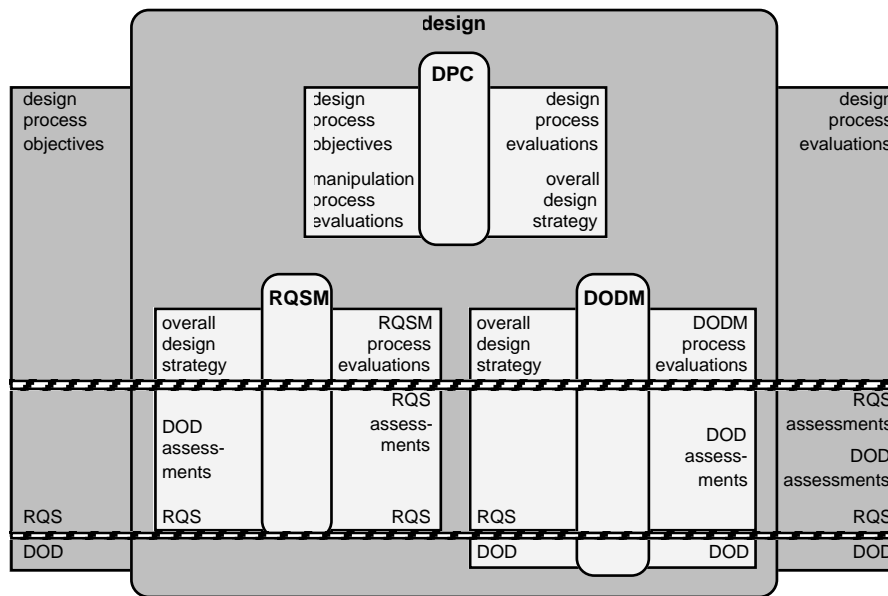 design
DPC
design
process
objectives
design
process
objectives
manipulation
process
evaluations
design
process
evaluations
overall
design
strategy
design
process
evaluations
RQSM
overall
design
strategy
RQSM
process
evaluations
DODM
overall
design
strategy
DODM
process
evaluations
DOD
assess-
ments
RQS
assess-
ments
DOD
assess-
ments
RQS
assessments
DOD
assessments
RQS
RQS
RQS
RQS
RQS
DOD
DOD
DOD
DOD